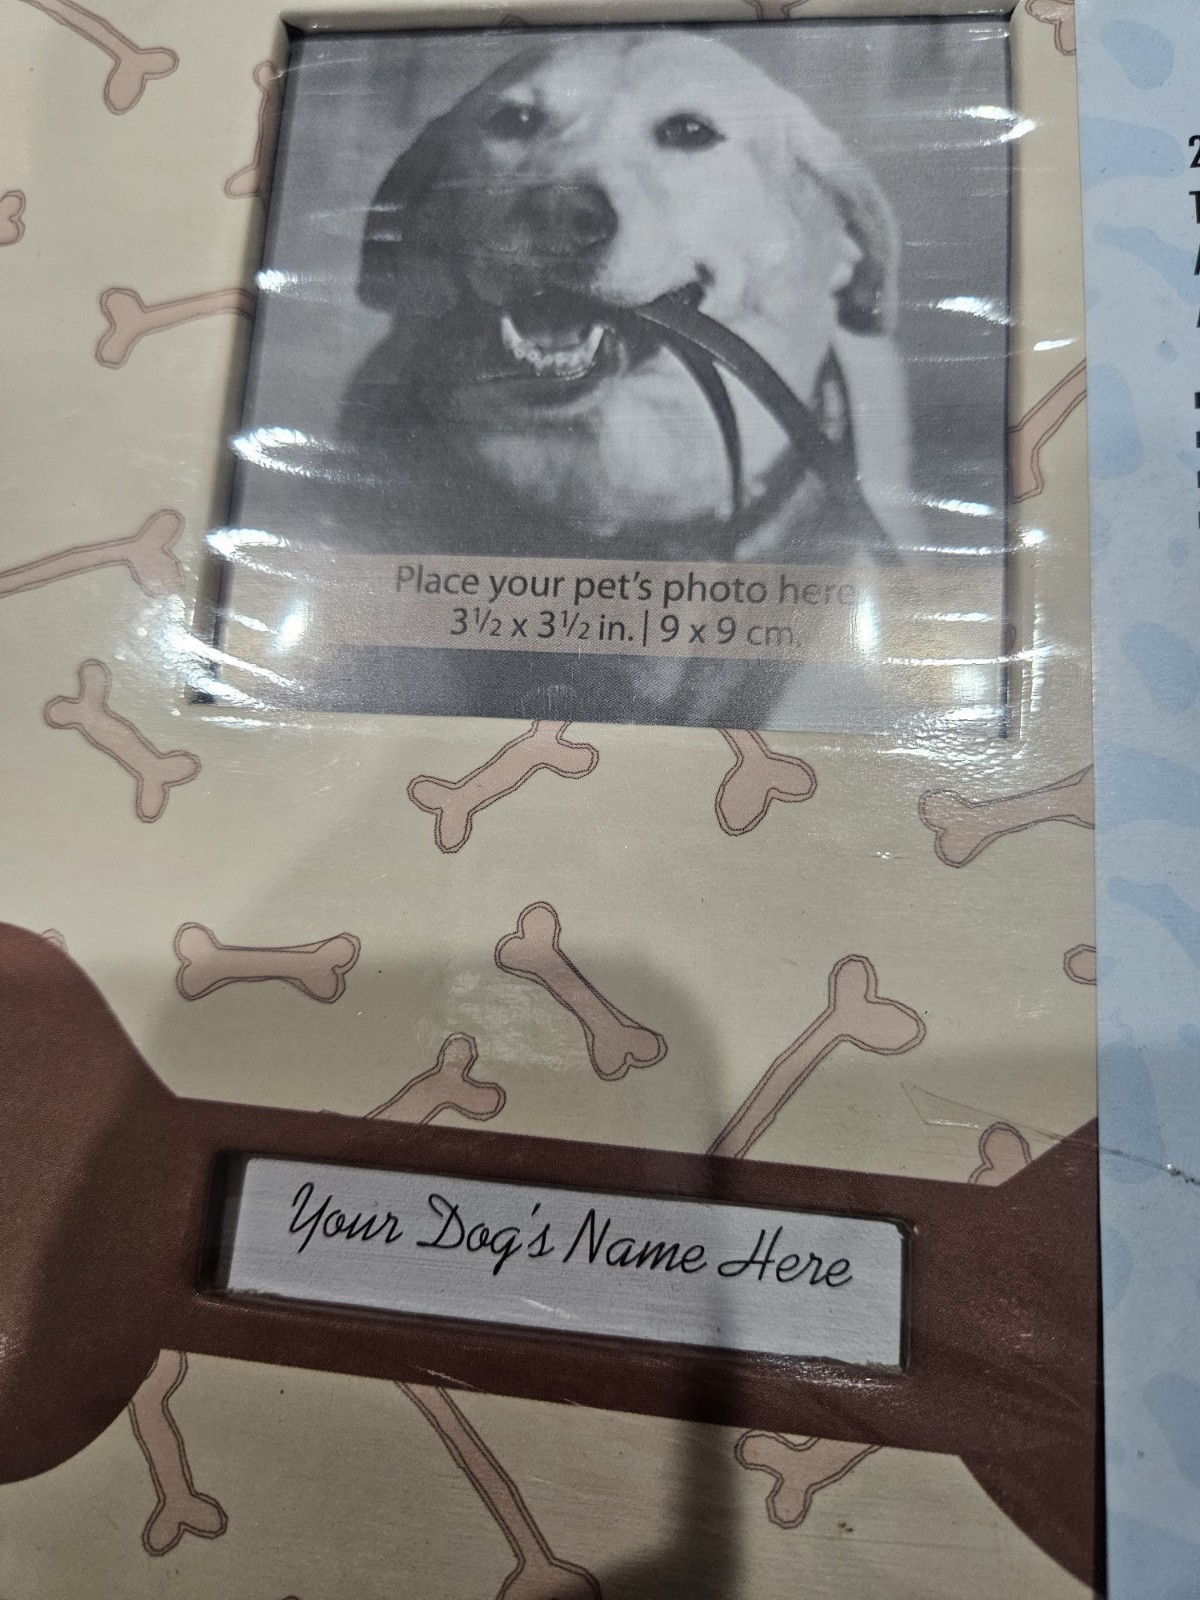 Place your pet's photo here
3½ x 3½ in. | 9 x 9 cm.
Your Dog's Name Here